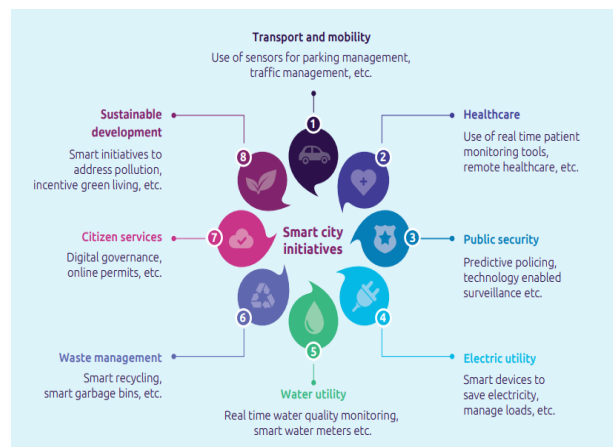 Transport and mobility
Use of sensors for parking management,
traffic management, etc.
1
Healthcare
Use of real time patient
monitoring tools,
remote healthcare, etc.
2
Public security
Predictive policing,
technology enabled
surveillance etc.
3
Electric utility
Smart devices to
save electricity,
manage loads, etc.
4
Water utility
Real time water quality monitoring,
smart water meters etc.
5
Waste management
Smart recycling,
smart garbage bins, etc.
6
Citizen services
Digital governance,
online permits, etc.
7
Sustainable
development
Smart initiatives to
address pollution,
incentive green living, etc.
8
Smart city
initiatives